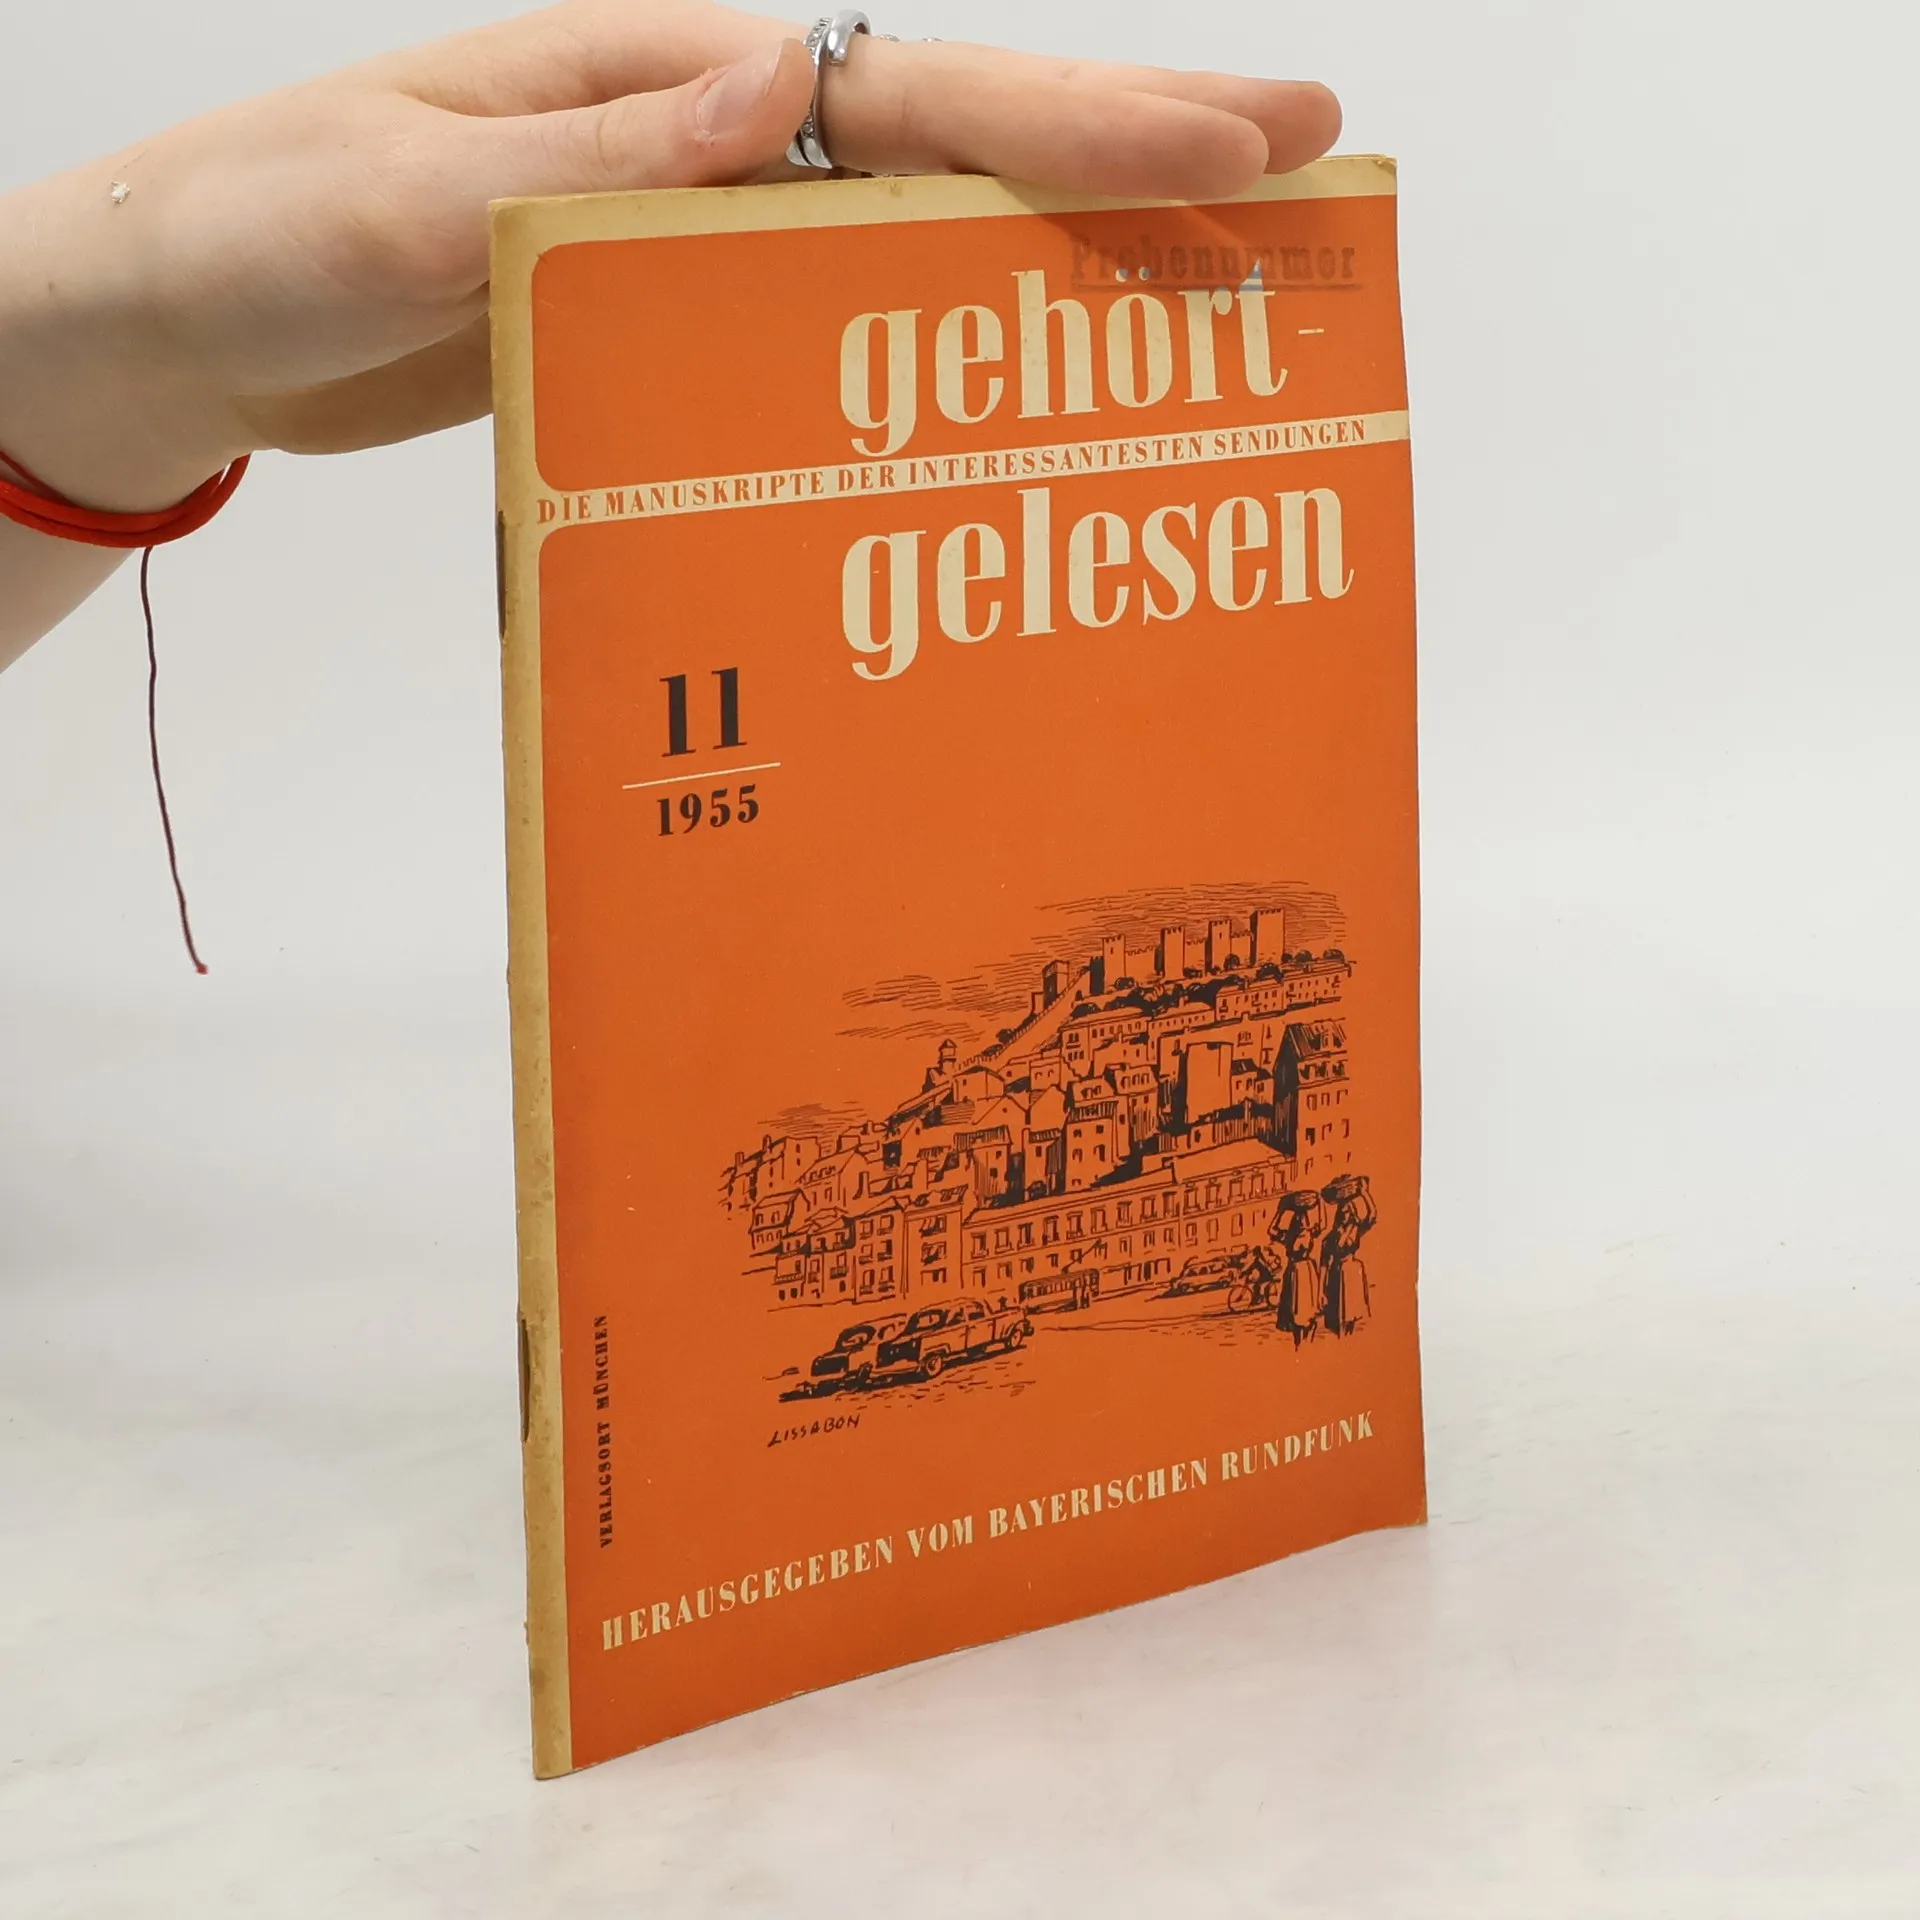 Probenummer
gehört-
DIE MANUSKRIPTE DER INTERESSANTESTEN SENDUNGEN
gelesen
11
1955
LISSABON
VERLAGSORT MÜNCHEN
HERAUSGEGEBEN VOM BAYERISCHEN RUNDFUNK